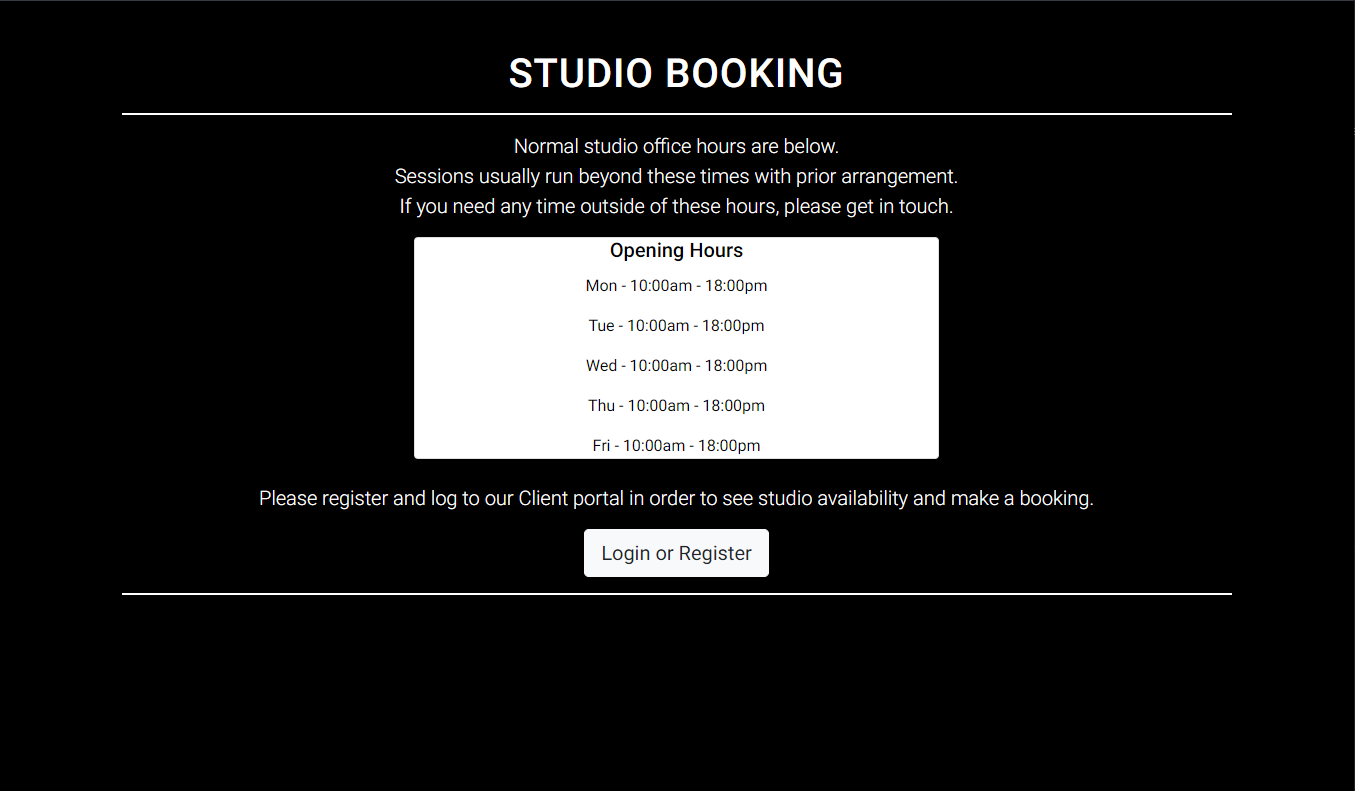 STUDIO BOOKING
Normal studio office hours are below.
Sessions usually run beyond these times with prior arrangement.
If you need any time outside of these hours, please get in touch.
Opening Hours
Mon - 10:00am - 18:00pm
Tue - 10:00am - 18:00pm
Wed - 10:00am - 18:00pm
Thu - 10:00am - 18:00pm
Fri - 10:00am - 18:00pm
Please register and log to our Client portal in order to see studio availability and make a booking.
Login or Register